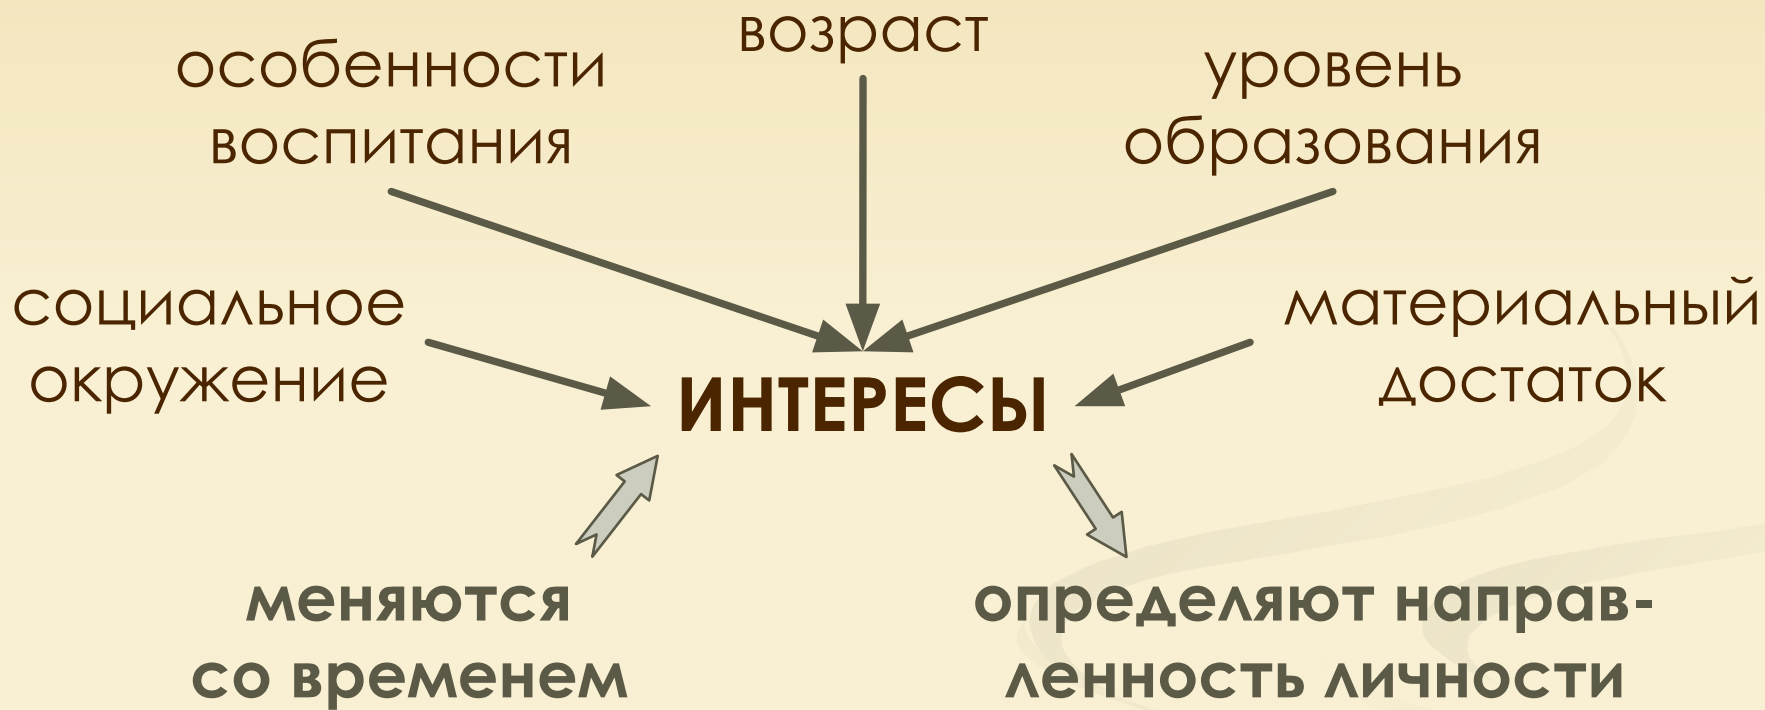 возраст
особенности
воспитания
уровень
образования
социальное
окружение
материальный
достаток
ИНТЕРЕСЫ
меняются
со временем
определяют направ-
ленность личности